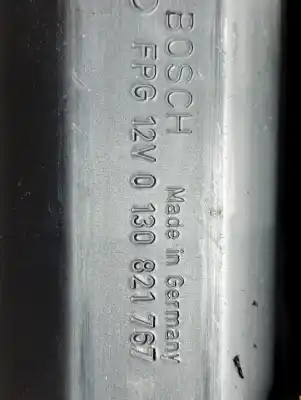 BOSCH
FPG 12V 0 130 821 767
Made in Germany